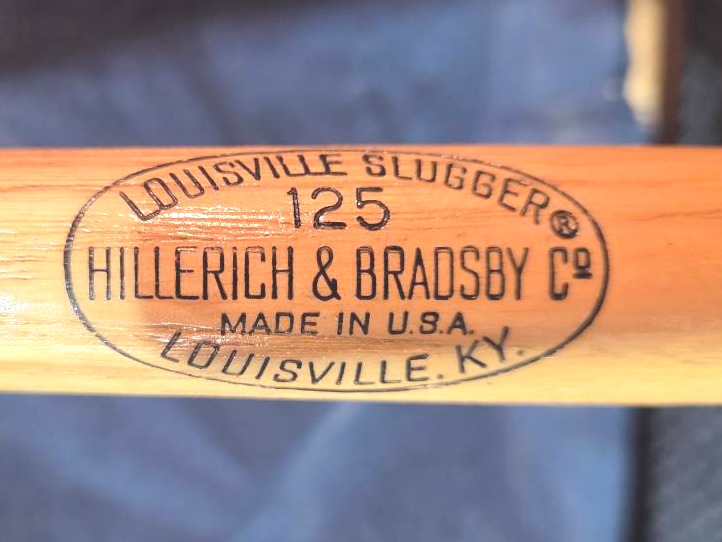 LOUISVILLE SLUGGER®
125
HILLERICH & BRADSBY Cº
MADE IN U.S.A.
LOUISVILLE. KY.